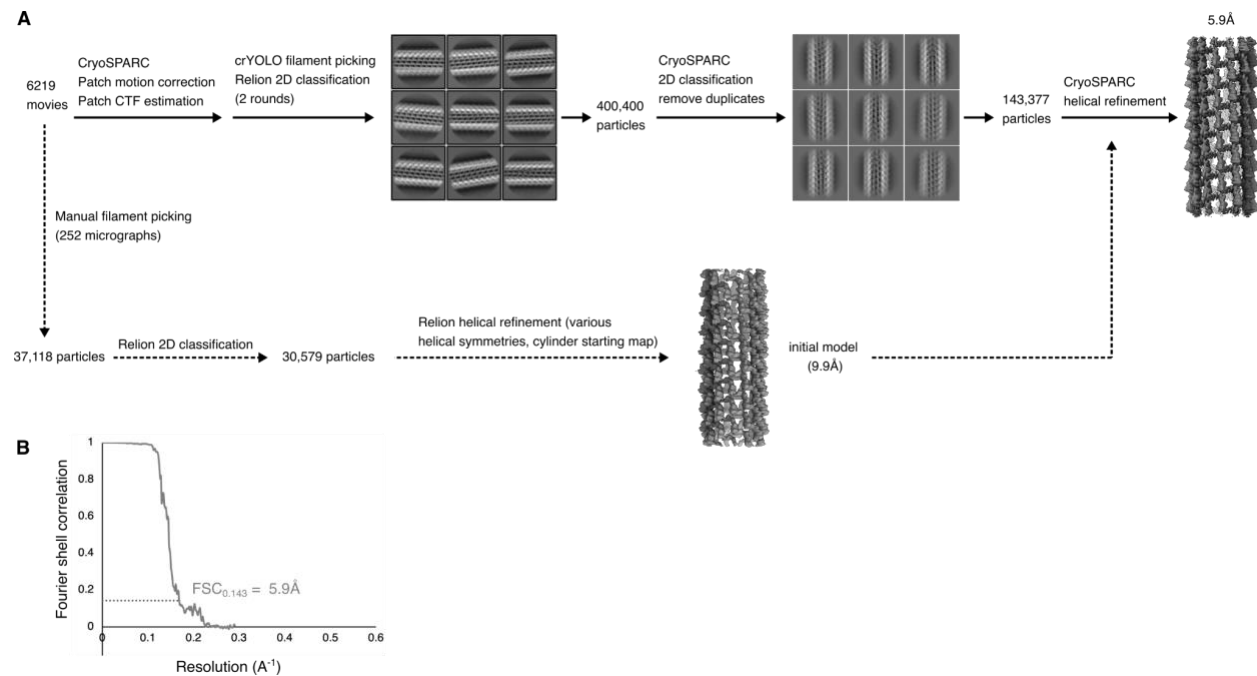 A
6219
movies
CryoSPARC
Patch motion correction
Patch CTF estimation
crYOLO filament picking
Relion 2D classification
(2 rounds)
400,400
particles
CryoSPARC
2D classification
remove duplicates
143,377
particles
CryoSPARC
helical refinement
5.9Å
Manual filament picking
(252 micrographs)
37,118 particles
Relion 2D classification
30,579 particles
Relion helical refinement (various
helical symmetries, cylinder starting map)
initial model
(9.9Å)
B
Fourier shell correlation
1
0.8
0.6
0.4
0.2
0
FSC0.143 = 5.9Å
0 0.1 0.2 0.3 0.4 0.5 0.6
Resolution (A-1)